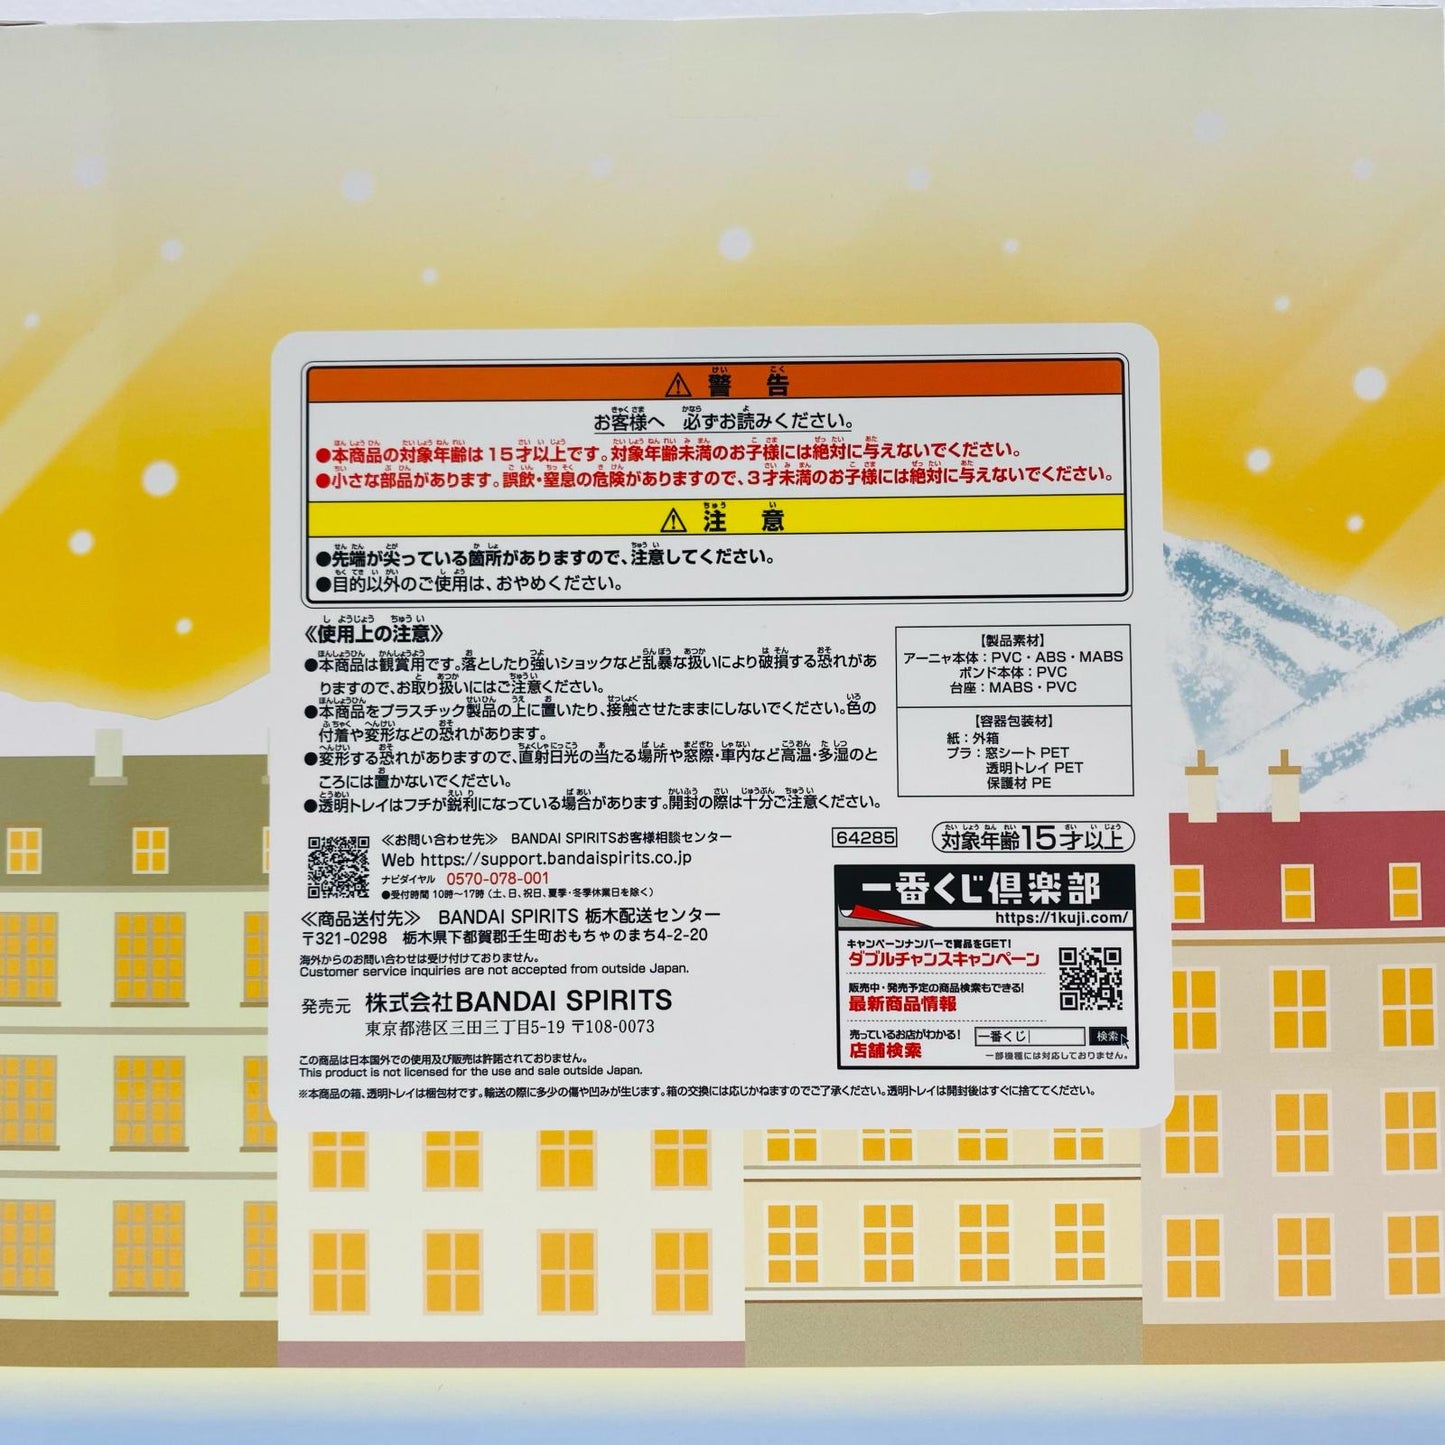 ⚠ 警告
お客様へ 必ずお読みください。
●本商品の対象年齢は15才以上です。対象年齢未満のお子様には絶対に与えないでください。
●小さな部品があります。誤飲・窒息の危険がありますので、3才未満のお子様には絶対に与えないでください。
⚠ 注意
●先端が尖っている箇所がありますので、注意してください。
●目的以外のご使用は、おやめください。
《使用上の注意》
●本商品は観賞用です。落としたり強いショックなど乱暴な扱いにより破損する恐れがあ
りますので、お取り扱いにはご注意ください。
●本商品をプラスチック製品の上に置いたり、接触させたままにしないでください。色の
付着や変形などの恐れがあります。
●変形する恐れがありますので、直射日光の当たる場所や窓際・車内など高温・多湿のと
ころには置かないでください。
●透明トレイはフチが鋭利になっている場合があります。開封の際は十分ご注意ください。
【製品素材】
アーニャ本体：PVC・ABS・MABS
ボンド本体：PVC
台座：MABS・PVC
【容器包装材】
紙：外箱
プラ：窓シート PET
透明トレイ PET
保護材 PE
≪お問い合わせ先≫ BANDAI SPIRITSお客様相談センター
Web https://support.bandaispirits.co.jp
ナビダイヤル 0570-078-001
●受付時間 10時〜17時（土、日、祝日、夏季・冬季休業日を除く）
≪商品送付先≫ BANDAI SPIRITS 栃木配送センター
〒321-0298 栃木県下都賀郡壬生町おもちゃのまち4-2-20
海外からのお問い合わせは受け付けておりません。
Customer service inquiries are not accepted from outside Japan.
発売元 株式会社BANDAI SPIRITS
東京都港区三田三丁目5-19 〒108-0073
この商品は日本国外での使用及び販売は許諾されておりません。
This product is not licensed for the use and sale outside Japan.
※本商品の箱、透明トレイは梱包材です。輸送の際に多少の傷や凹みが生じます。箱の交換には応じかねますのでご了承ください。透明トレイは開封後はすぐに捨ててください。
64285
対象年齢15才以上
一番くじ倶楽部
https://1kuji.com/
キャンペーンナンバーで賞品をGET!
ダブルチャンスキャンペーン
販売中・発売予定の商品検索もできる!
最新商品情報
売っているお店がわかる!
店舗検索
一番くじ 検索
一部機種には対応しておりません。